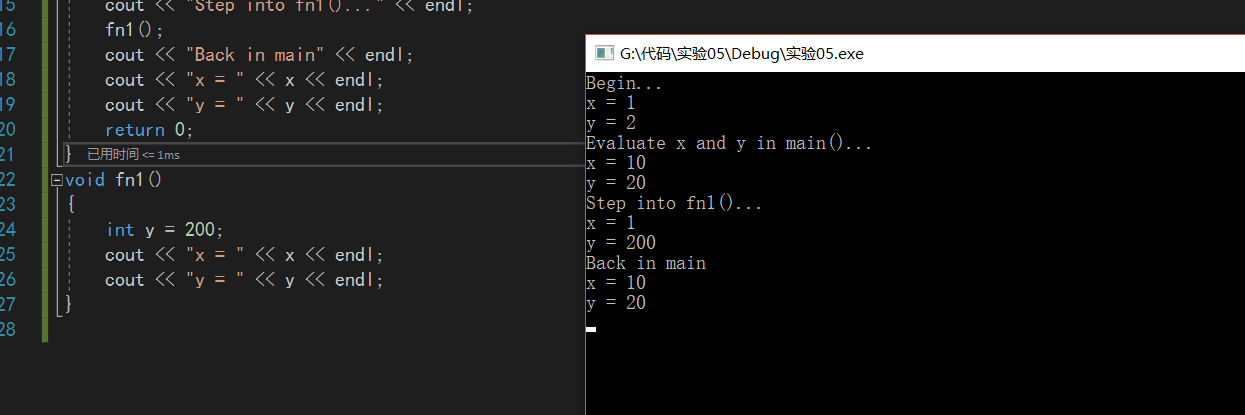 15 cout << "Step into fn1()..." << endl;
16 fn1();
17 cout << "Back in main" << endl;
18 cout << "x = " << x << endl;
19 cout << "y = " << y << endl;
20 return 0;
21 } 已用时间 <= 1ms
22 void fn1()
23 {
24 int y = 200;
25 cout << "x = " << x << endl;
26 cout << "y = " << y << endl;
27 }
28
G:\代码\实验05\Debug\实验05.exe
Begin...
x = 1
y = 2
Evaluate x and y in main()...
x = 10
y = 20
Step into fn1()...
x = 1
y = 200
Back in main
x = 10
y = 20